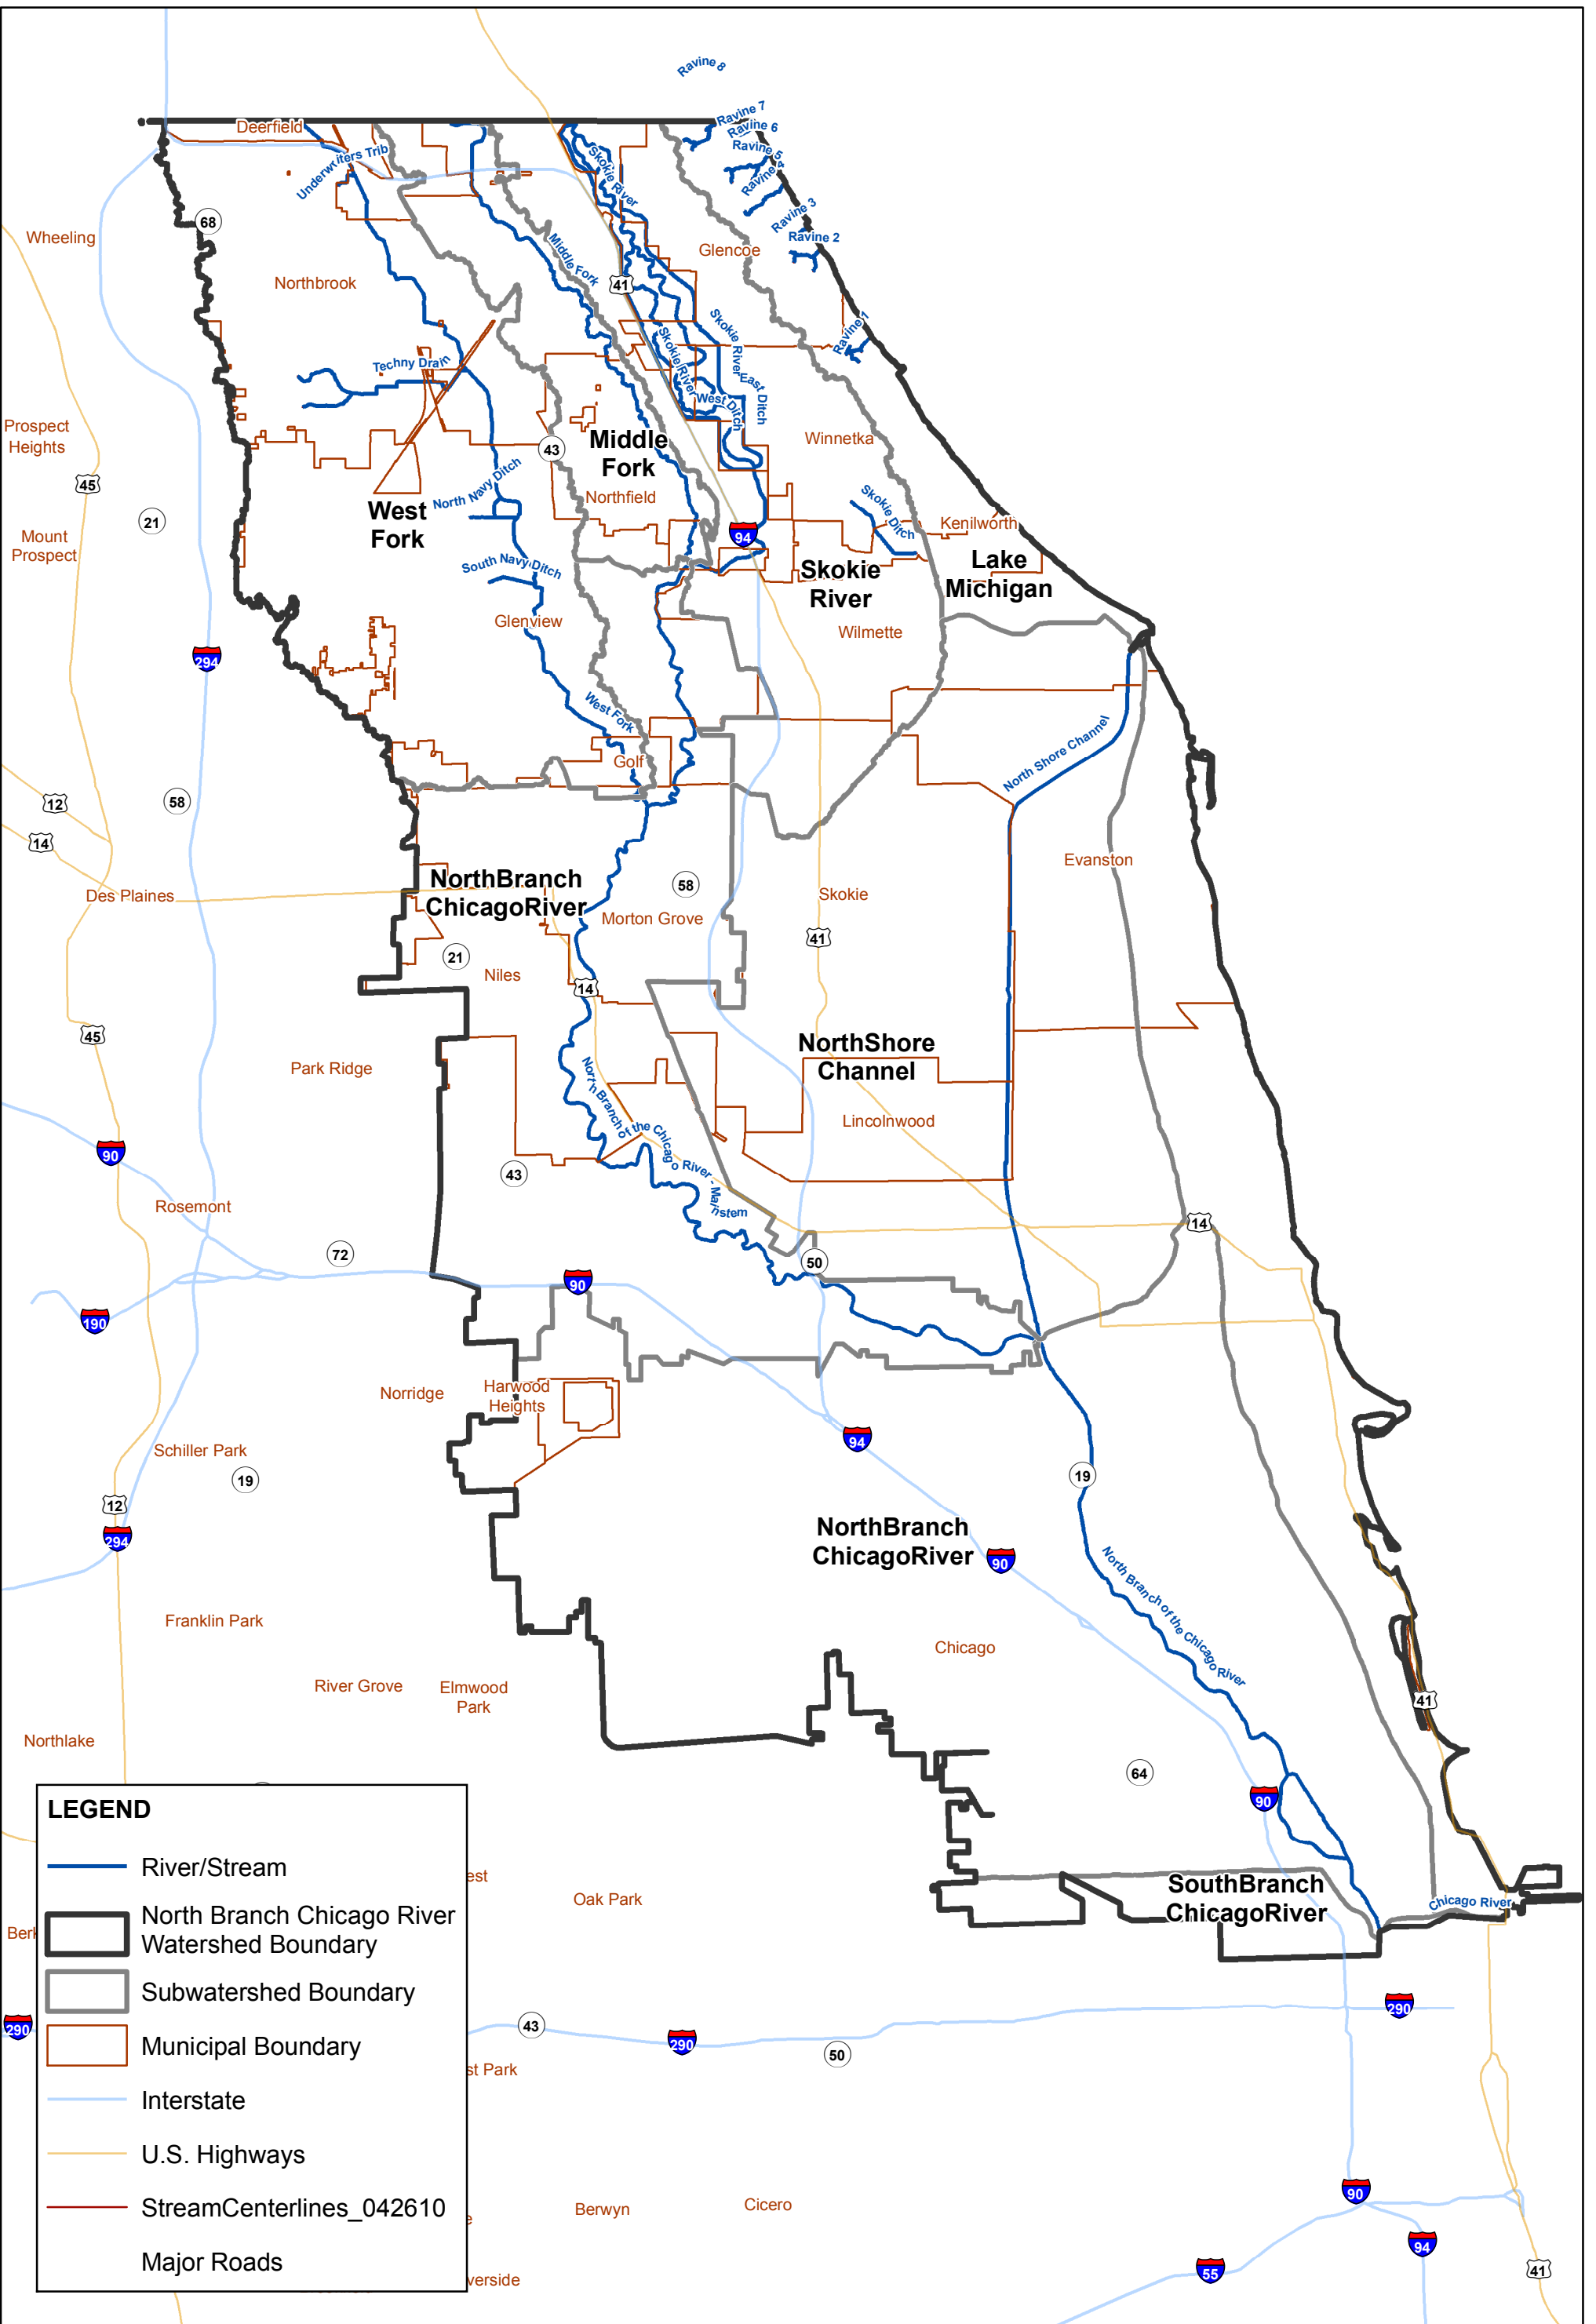 Ravine 8
Ravine 7
Ravine 6
Ravine 5
Ravine 4
Ravine 3
Ravine 2
Ravine 1
Deerfield
Underwriters Trib
Skokie River
68
Wheeling
Northbrook
Middle Fork
41
Glencoe
Techny Drain
Skokie River East Ditch
Skokie River West Ditch
Prospect
Heights
45
21
Mount
Prospect
43
Middle
Fork
Northfield
Winnetka
West
Fork
North Navy Ditch
94
Skokie Ditch
Kenilworth
South Navy Ditch
Skokie
River
Lake
Michigan
Glenview
Wilmette
294
West Fork
Golf
North Shore Channel
12
58
14
Des Plaines
NorthBranch
ChicagoRiver
58
Morton Grove
Skokie
Evanston
41
21
Niles
14
45
Park Ridge
NorthShore
Channel
Lincolnwood
North Branch of the Chicago River - Mainstem
90
43
Rosemont
72
14
50
90
190
Norridge
Harwood
Heights
Schiller Park
19
94
19
12
294
NorthBranch
ChicagoRiver
90
North Branch of the Chicago River
Franklin Park
Chicago
River Grove
Elmwood
Park
41
Northlake
64
90
LEGEND
River/Stream
North Branch Chicago River
Watershed Boundary
Subwatershed Boundary
Municipal Boundary
Interstate
U.S. Highways
StreamCenterlines_042610
Major Roads
est
Oak Park
SouthBranch
ChicagoRiver
Chicago River
Berk
290
43
290
50
290
st Park
Berwyn
Cicero
e
verside
90
94
55
41